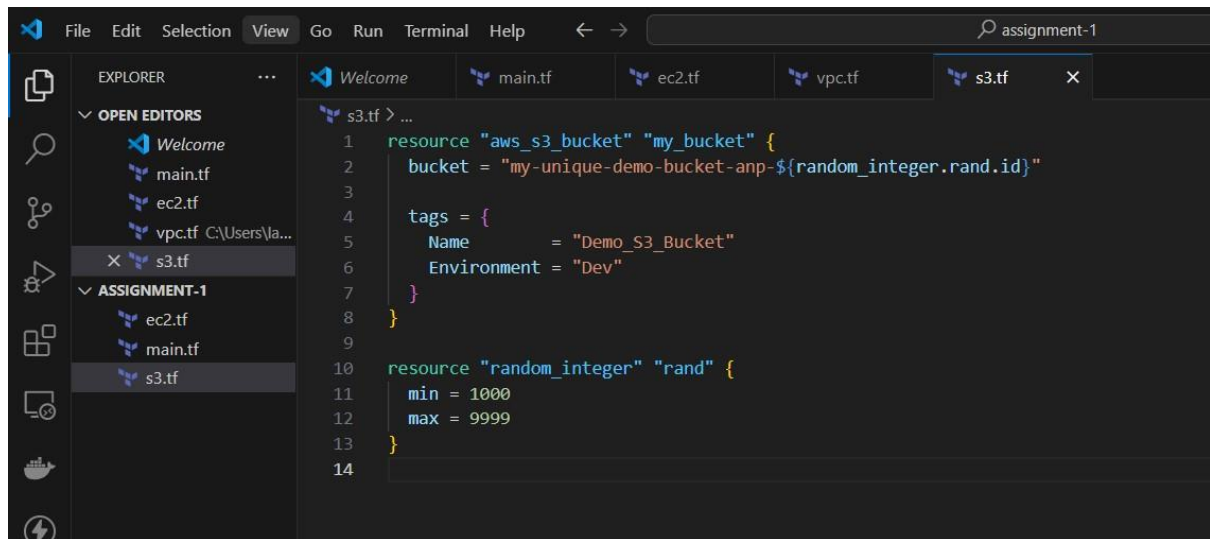 File Edit Selection View Go Run Terminal Help ← → assignment-1
EXPLORER ...
Welcome main.tf ec2.tf vpc.tf s3.tf ×
OPEN EDITORS
Welcome
main.tf
ec2.tf
vpc.tf C:\Users\la...
× s3.tf
ASSIGNMENT-1
ec2.tf
main.tf
s3.tf
s3.tf > ...
1 resource "aws_s3_bucket" "my_bucket" {
2   bucket = "my-unique-demo-bucket-anp-${random_integer.rand.id}"
3
4   tags = {
5     Name        = "Demo_S3_Bucket"
6     Environment = "Dev"
7   }
8 }
9
10 resource "random_integer" "rand" {
11   min = 1000
12   max = 9999
13 }
14